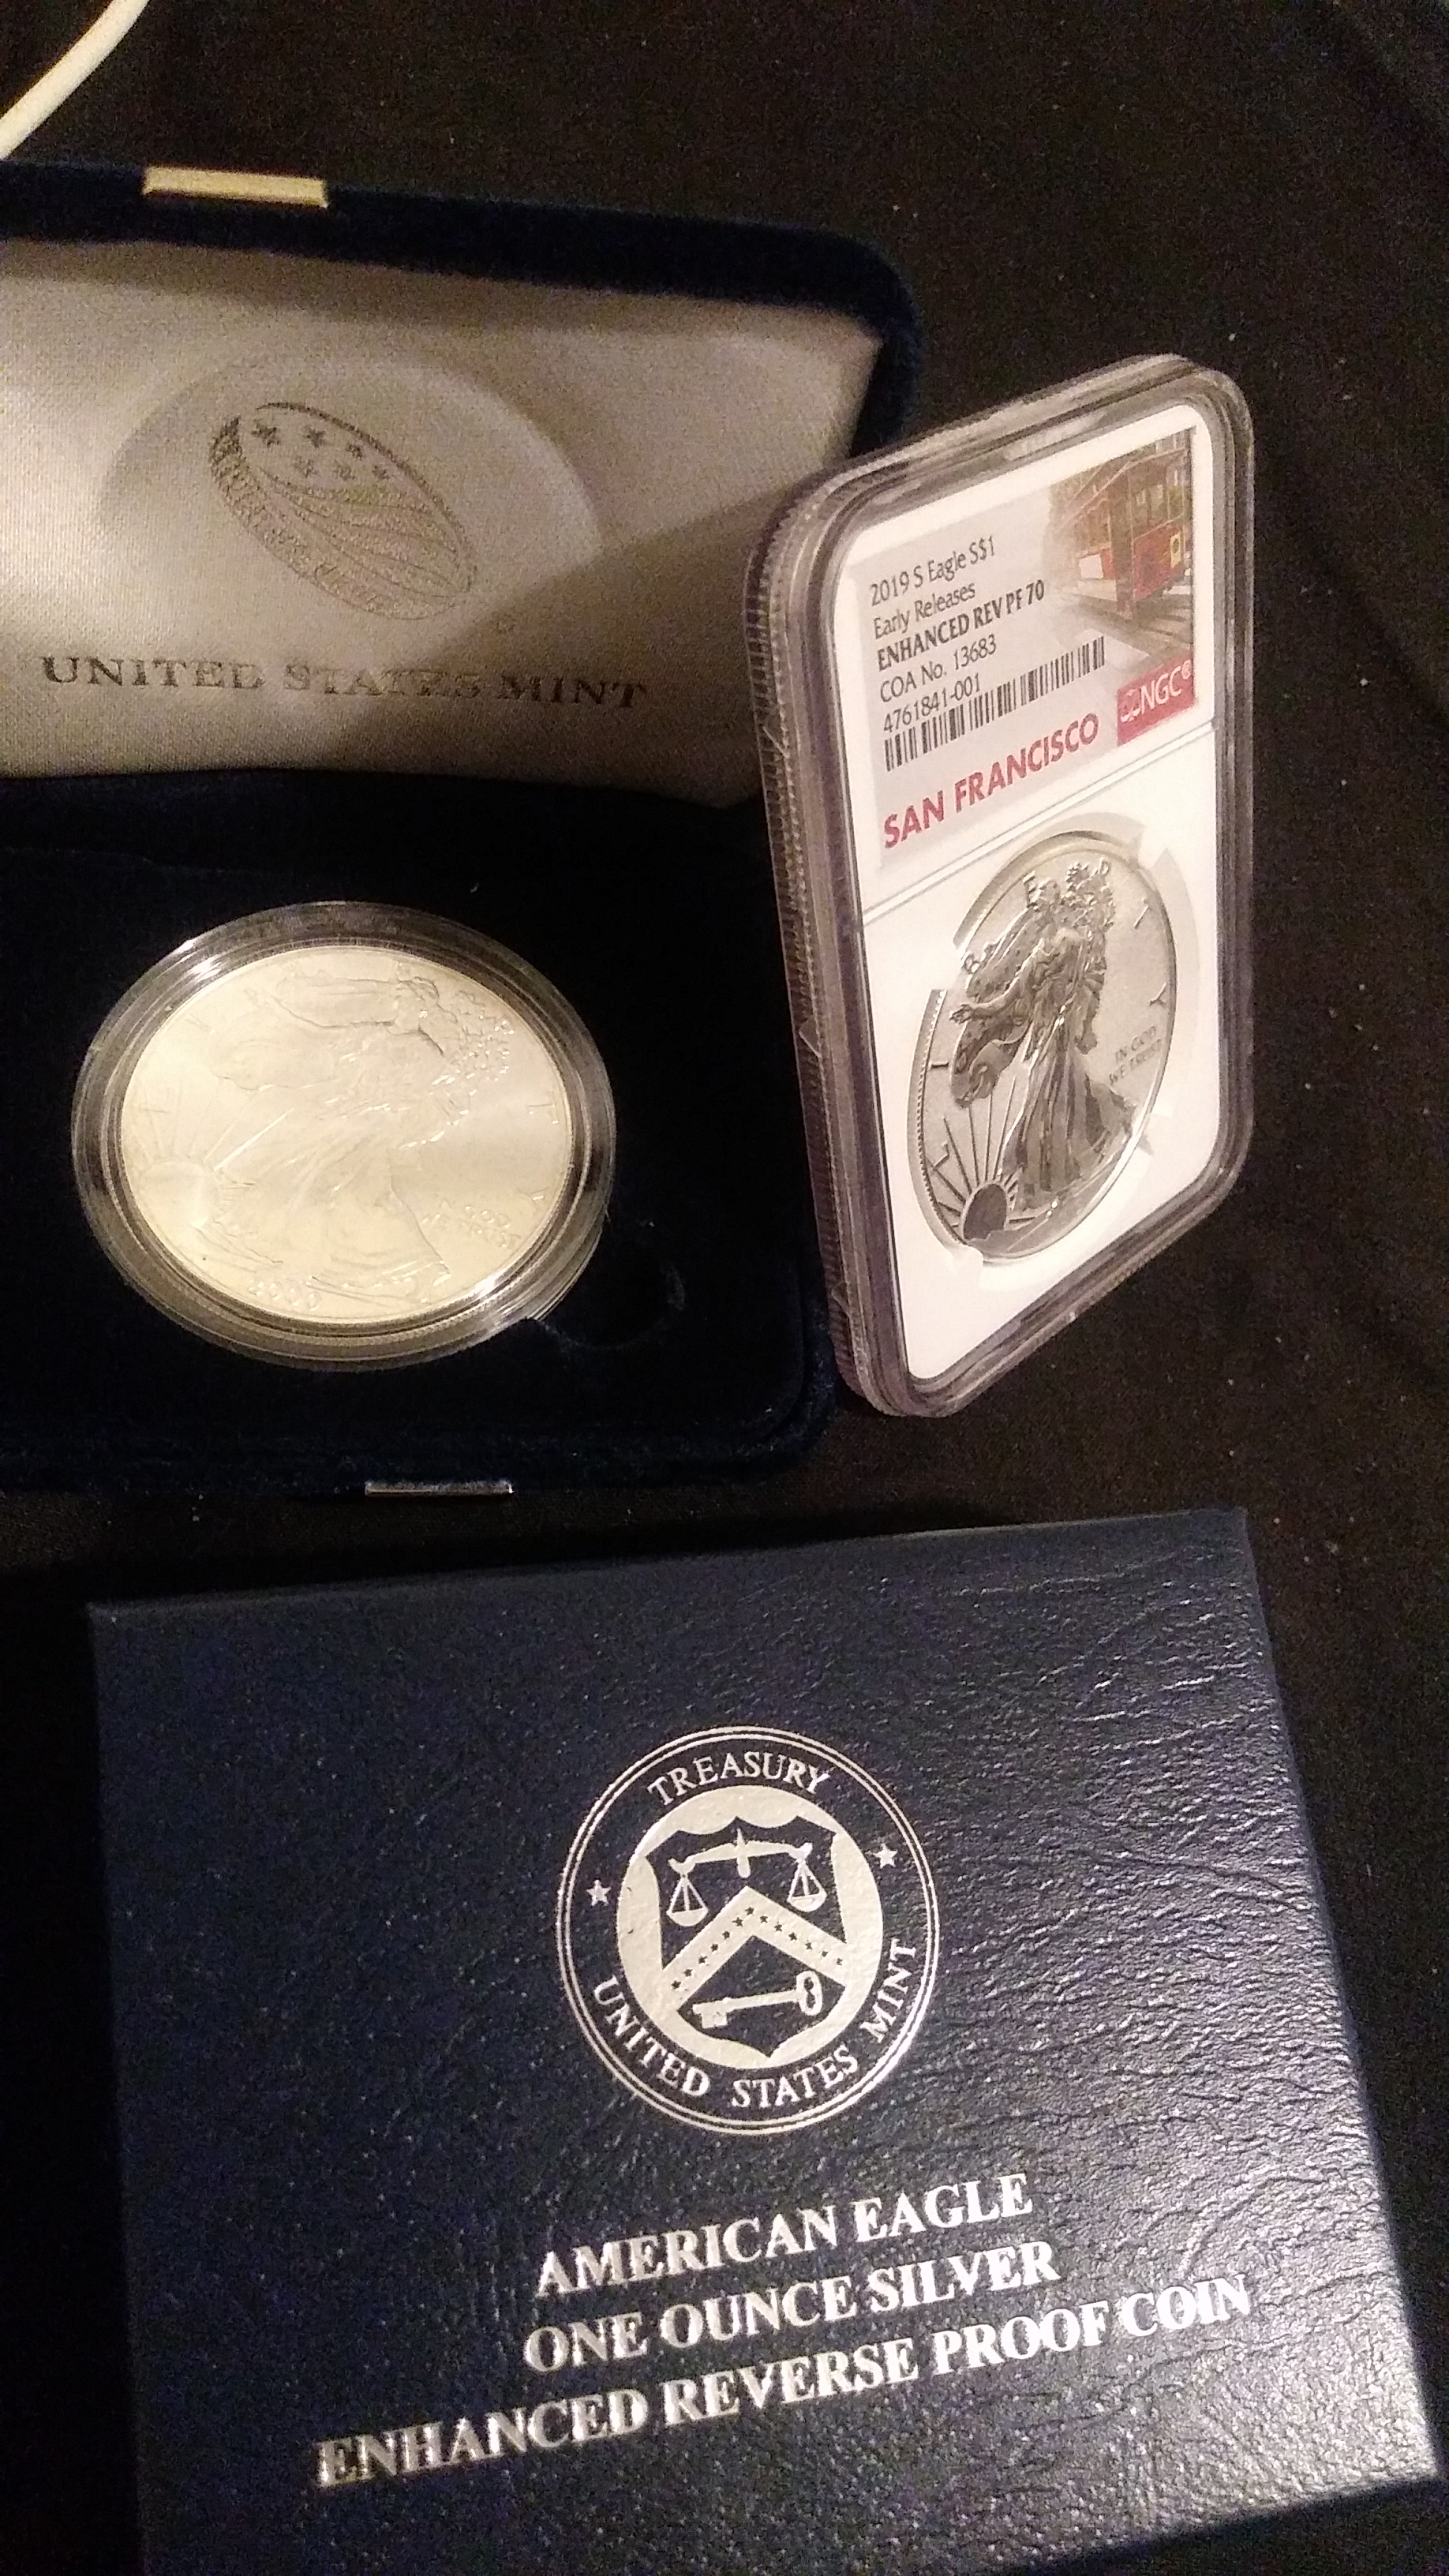 UNITED STATES MINT
2019 S Eagle S$1
Early Releases
ENHANCED REV PF 70
COA No. 13683
4761841-001
SAN FRANCISCO
NGC®
L I B E R T Y
IN GOD
WE TRUST
2000
TREASURY
UNITED STATES MINT
AMERICAN EAGLE
ONE OUNCE SILVER
ENHANCED REVERSE PROOF COIN